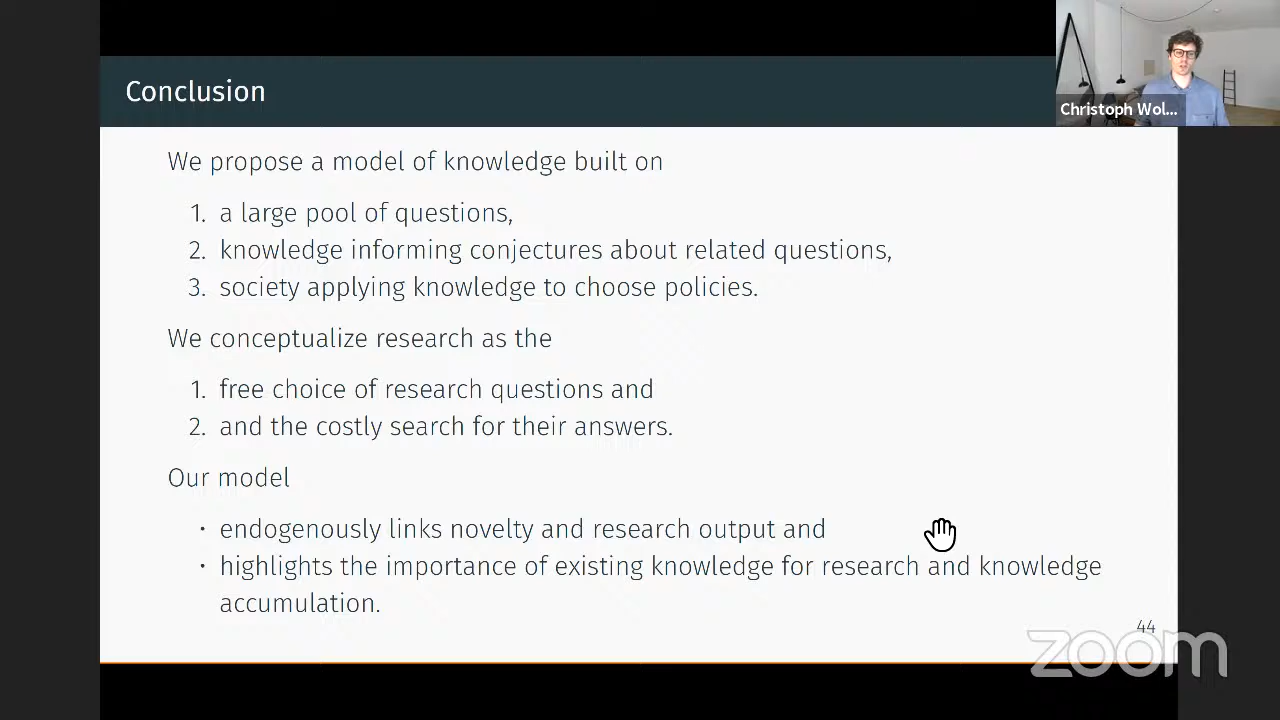 Conclusion
Christoph Wol...
We propose a model of knowledge built on
1. a large pool of questions,
2. knowledge informing conjectures about related questions,
3. society applying knowledge to choose policies.
We conceptualize research as the
1. free choice of research questions and
2. and the costly search for their answers.
Our model
· endogenously links novelty and research output and
· highlights the importance of existing knowledge for research and knowledge
accumulation.
44
zoom